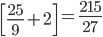 [25/9 + 2] = 215/27